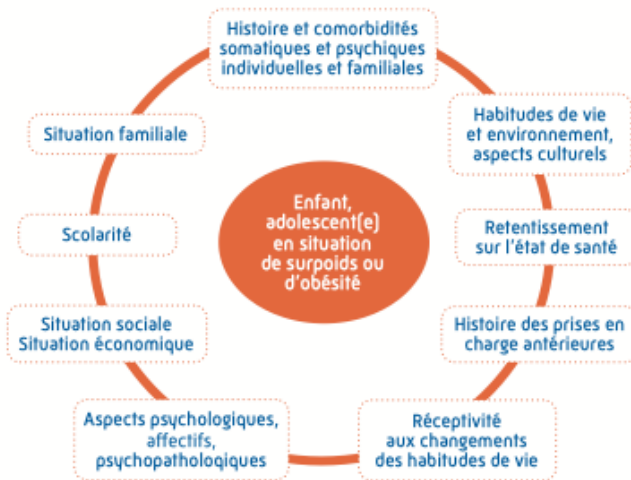 Histoire et comorbidités
somatiques et psychiques
individuelles et familiales
Habitudes de vie
et environnement,
aspects culturels
Retentissement
sur l'état de santé
Histoire des prises en
charge antérieures
Réceptivité
aux changements
des habitudes de vie
Aspects psychologiques,
affectifs,
psychopathologiques
Situation sociale
Situation économique
Scolarité
Situation familiale
Enfant,
adolescent(e)
en situation
de surpoids ou
d'obésité